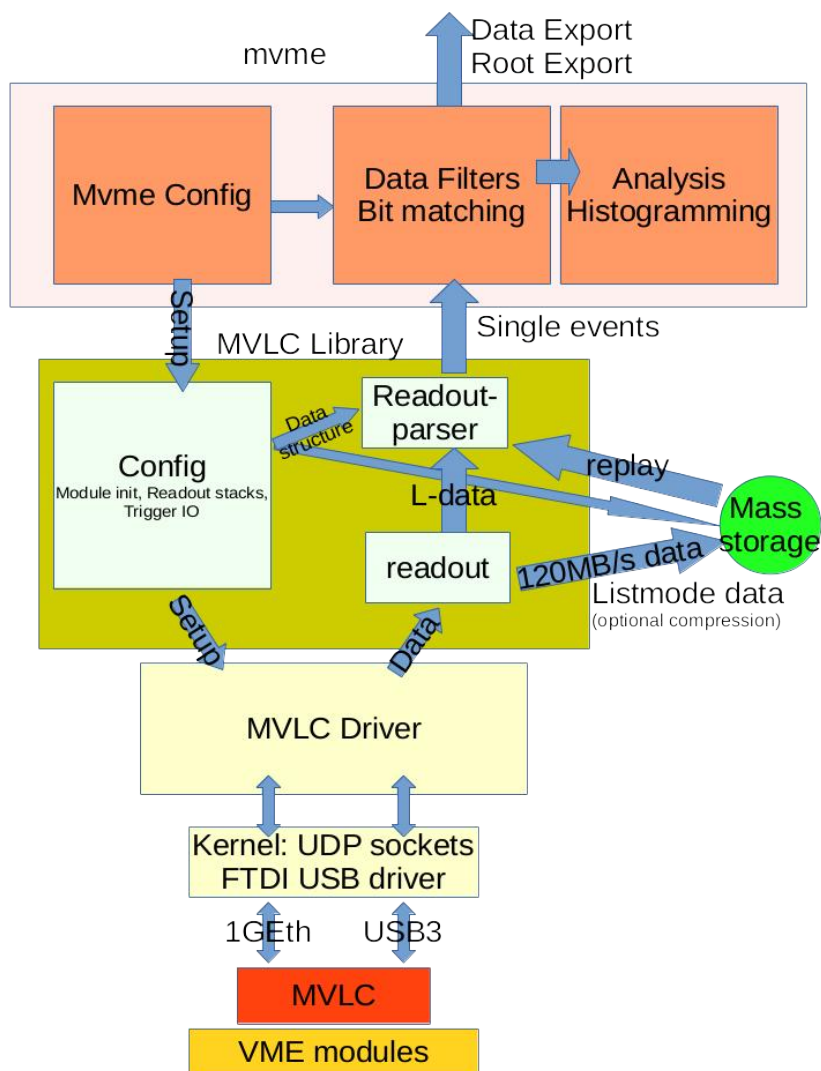 mvme
Data Export
Root Export
Mvme Config
Data Filters
Bit matching
Analysis
Histogramming
Setup
MVLC Library
Single events
Config
Module init, Readout stacks,
Trigger IO
Data
structure
Readout-
parser
L-data
replay
Mass
storage
readout
120MB/s data
Listmode data
(optional compression)
Setup
Data
MVLC Driver
Kernel: UDP sockets
FTDI USB driver
1GEth
USB3
MVLC
VME modules